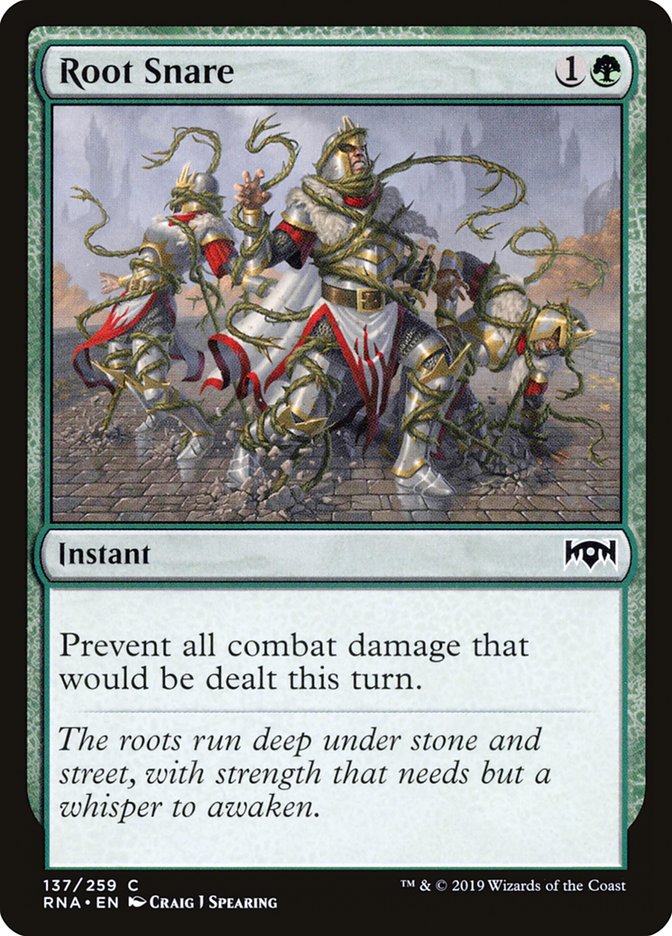 Root Snare 1
Instant
Prevent all combat damage that
would be dealt this turn.
The roots run deep under stone and
street, with strength that needs but a
whisper to awaken.
137/259 C
RNA • EN Craig J Spearing
™ & © 2019 Wizards of the Coast